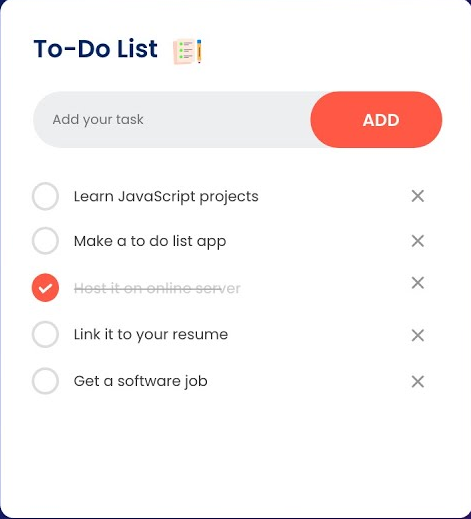 To-Do List
Add your task
ADD
Learn JavaScript projects
Make a to do list app
Host it on online server
Link it to your resume
Get a software job